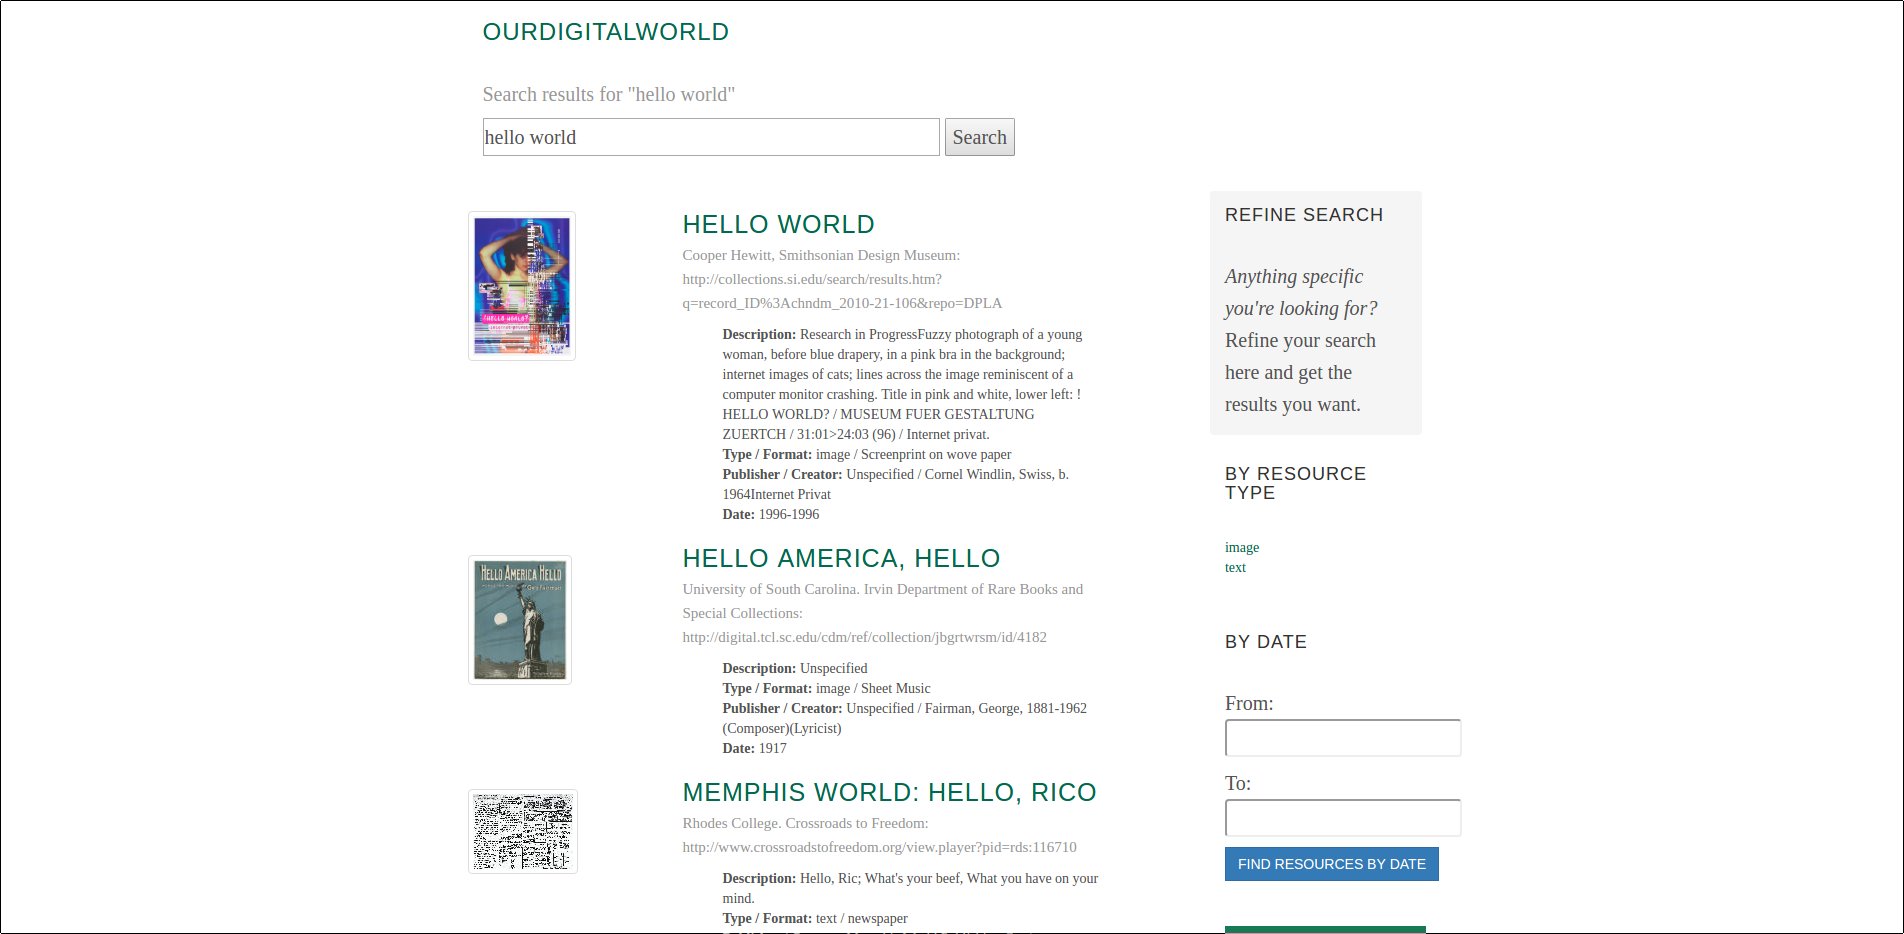 OURDIGITALWORLD
Search results for "hello world"
hello world
Search
HELLO WORLD
Cooper Hewitt, Smithsonian Design Museum:
http://collections.si.edu/search/results.htm?
q=record_ID%3Achndm_2010-21-106&repo=DPLA
Description: Research in ProgressFuzzy photograph of a young
woman, before blue drapery, in a pink bra in the background;
internet images of cats; lines across the image reminiscent of a
computer monitor crashing. Title in pink and white, lower left: !
HELLO WORLD? / MUSEUM FUER GESTALTUNG
ZUERTCH / 31:01>24:03 (96) / Internet privat.
Type / Format: image / Screenprint on wove paper
Publisher / Creator: Unspecified / Cornel Windlin, Swiss, b.
1964Internet Privat
Date: 1996-1996
HELLO AMERICA HELLO
HELLO AMERICA, HELLO
University of South Carolina. Irvin Department of Rare Books and
Special Collections:
http://digital.tcl.sc.edu/cdm/ref/collection/jbgrtwrsm/id/4182
Description: Unspecified
Type / Format: image / Sheet Music
Publisher / Creator: Unspecified / Fairman, George, 1881-1962
(Composer)(Lyricist)
Date: 1917
MEMPHIS WORLD: HELLO, RICO
Rhodes College. Crossroads to Freedom:
http://www.crossroadstofreedom.org/view.player?pid=rds:116710
Description: Hello, Ric; What's your beef, What you have on your
mind.
Type / Format: text / newspaper
REFINE SEARCH
Anything specific
you're looking for?
Refine your search
here and get the
results you want.
BY RESOURCE
TYPE
image
text
BY DATE
From:
To:
FIND RESOURCES BY DATE